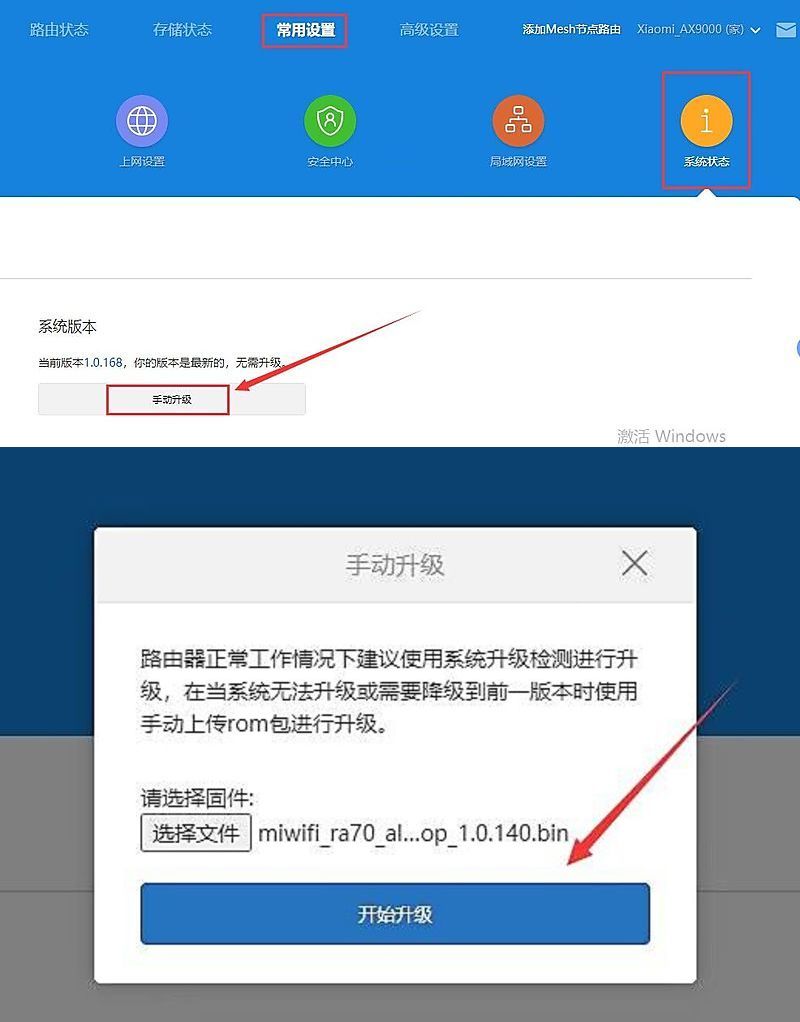 路由状态
存储状态
常用设置
高级设置
添加Mesh节点路由
Xiaomi_AX9000 (家)
上网设置
安全中心
局域网设置
系统状态
系统版本
当前版本1.0.168，你的版本是最新的，无需升级。
手动升级
激活 Windows
手动升级
路由器正常工作情况下建议使用系统升级检测进行升
级，在当系统无法升级或需要降级到前一版本时使用
手动上传rom包进行升级。
请选择固件:
选择文件 miwifi_ra70_al...op_1.0.140.bin
开始升级